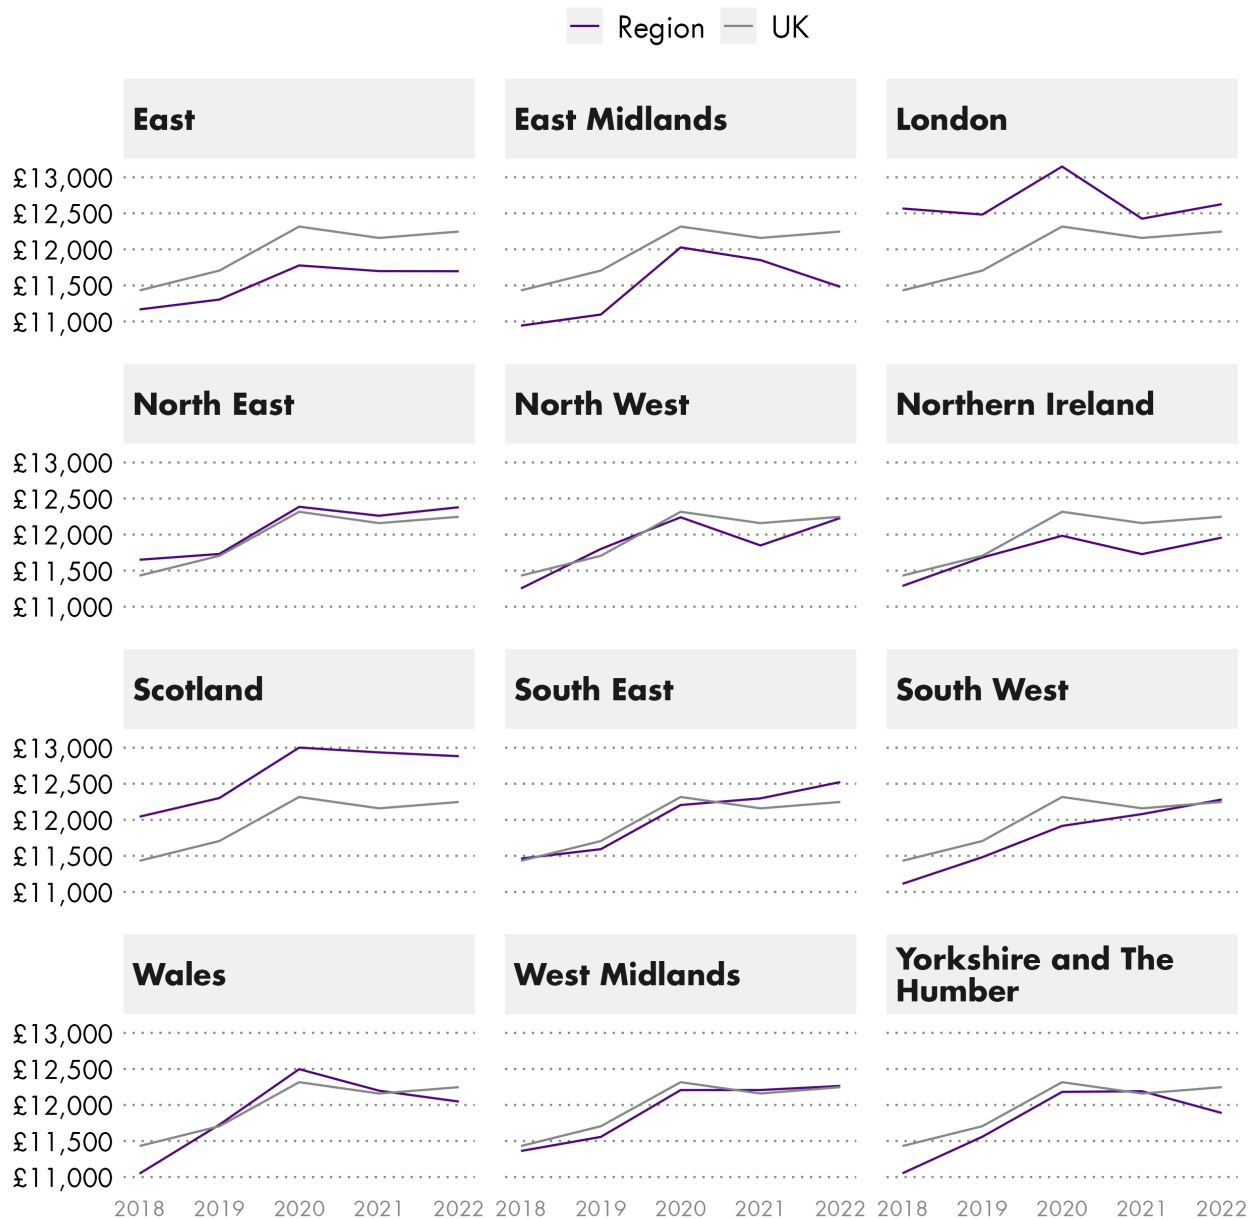 Region UK
East East Midlands London
£13,000
£12,500
£12,000
£11,500
£11,000
North East North West Northern Ireland
£13,000
£12,500
£12,000
£11,500
£11,000
Scotland South East South West
£13,000
£12,500
£12,000
£11,500
£11,000
Wales West Midlands Yorkshire and The
Humber
£13,000
£12,500
£12,000
£11,500
£11,000
2018 2019 2020 2021 2022 2018 2019 2020 2021 2022 2018 2019 2020 2021 2022